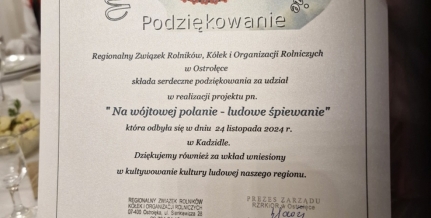 Podziękowanie
Regionalny Związek Rolników, Kółek i Organizacji Rolniczych
w Ostrołęce
składa serdeczne podziękowania za udział
w realizacji projektu pn.
"Na wójtowej polanie - ludowe śpiewanie"
która odbyła się w dniu 24 listopada 2024 r.
w Kadzidle.
Dziękujemy również za wkład wniesiony
w kultywowanie kultury ludowej naszego regionu.
REGIONALNY ZWIĄZEK ROLNIKÓW
KÓŁEK I ORGANIZACJI ROLNICZYCH
07-400 Ostrołęka, ul.
PREZES ZARZĄDU
w Ostrołęce